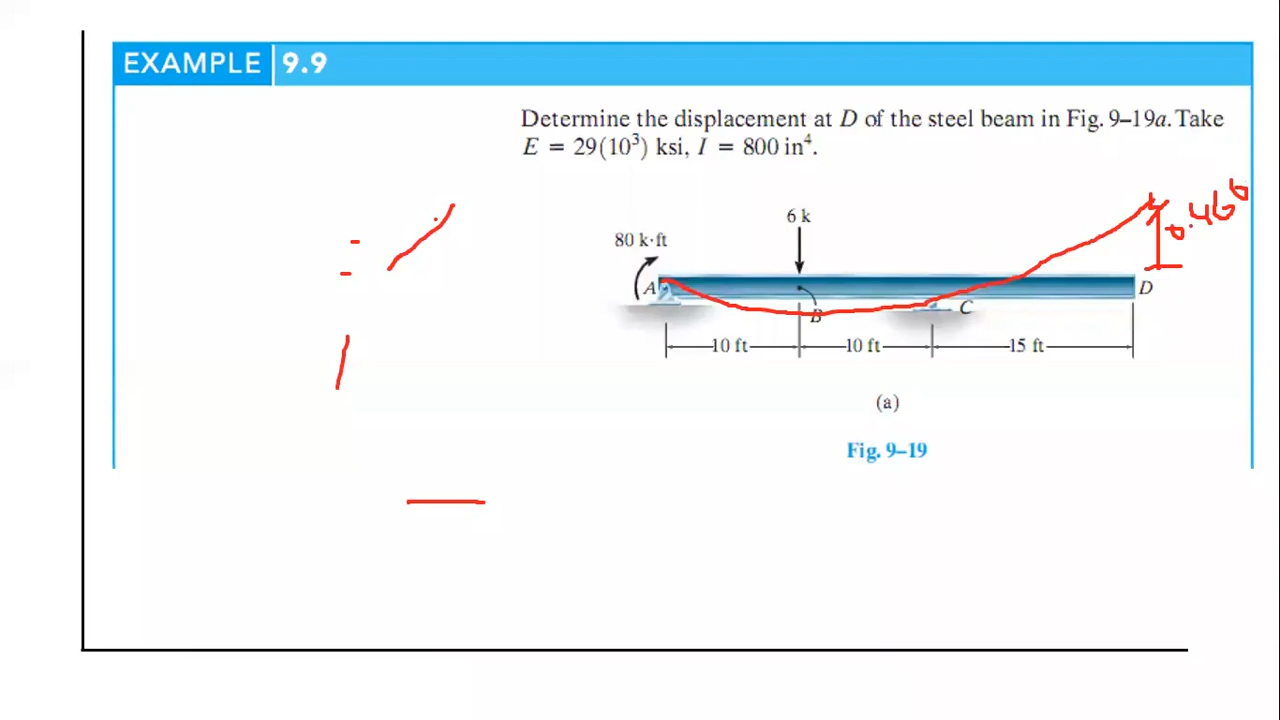 EXAMPLE 9.9
Determine the displacement at D of the steel beam in Fig. 9–19a. Take
E = 29(10³) ksi, I = 800 in⁴.
6 k
80 k·ft
0.466
A
B
C
D
10 ft
10 ft
15 ft
(a)
Fig. 9–19